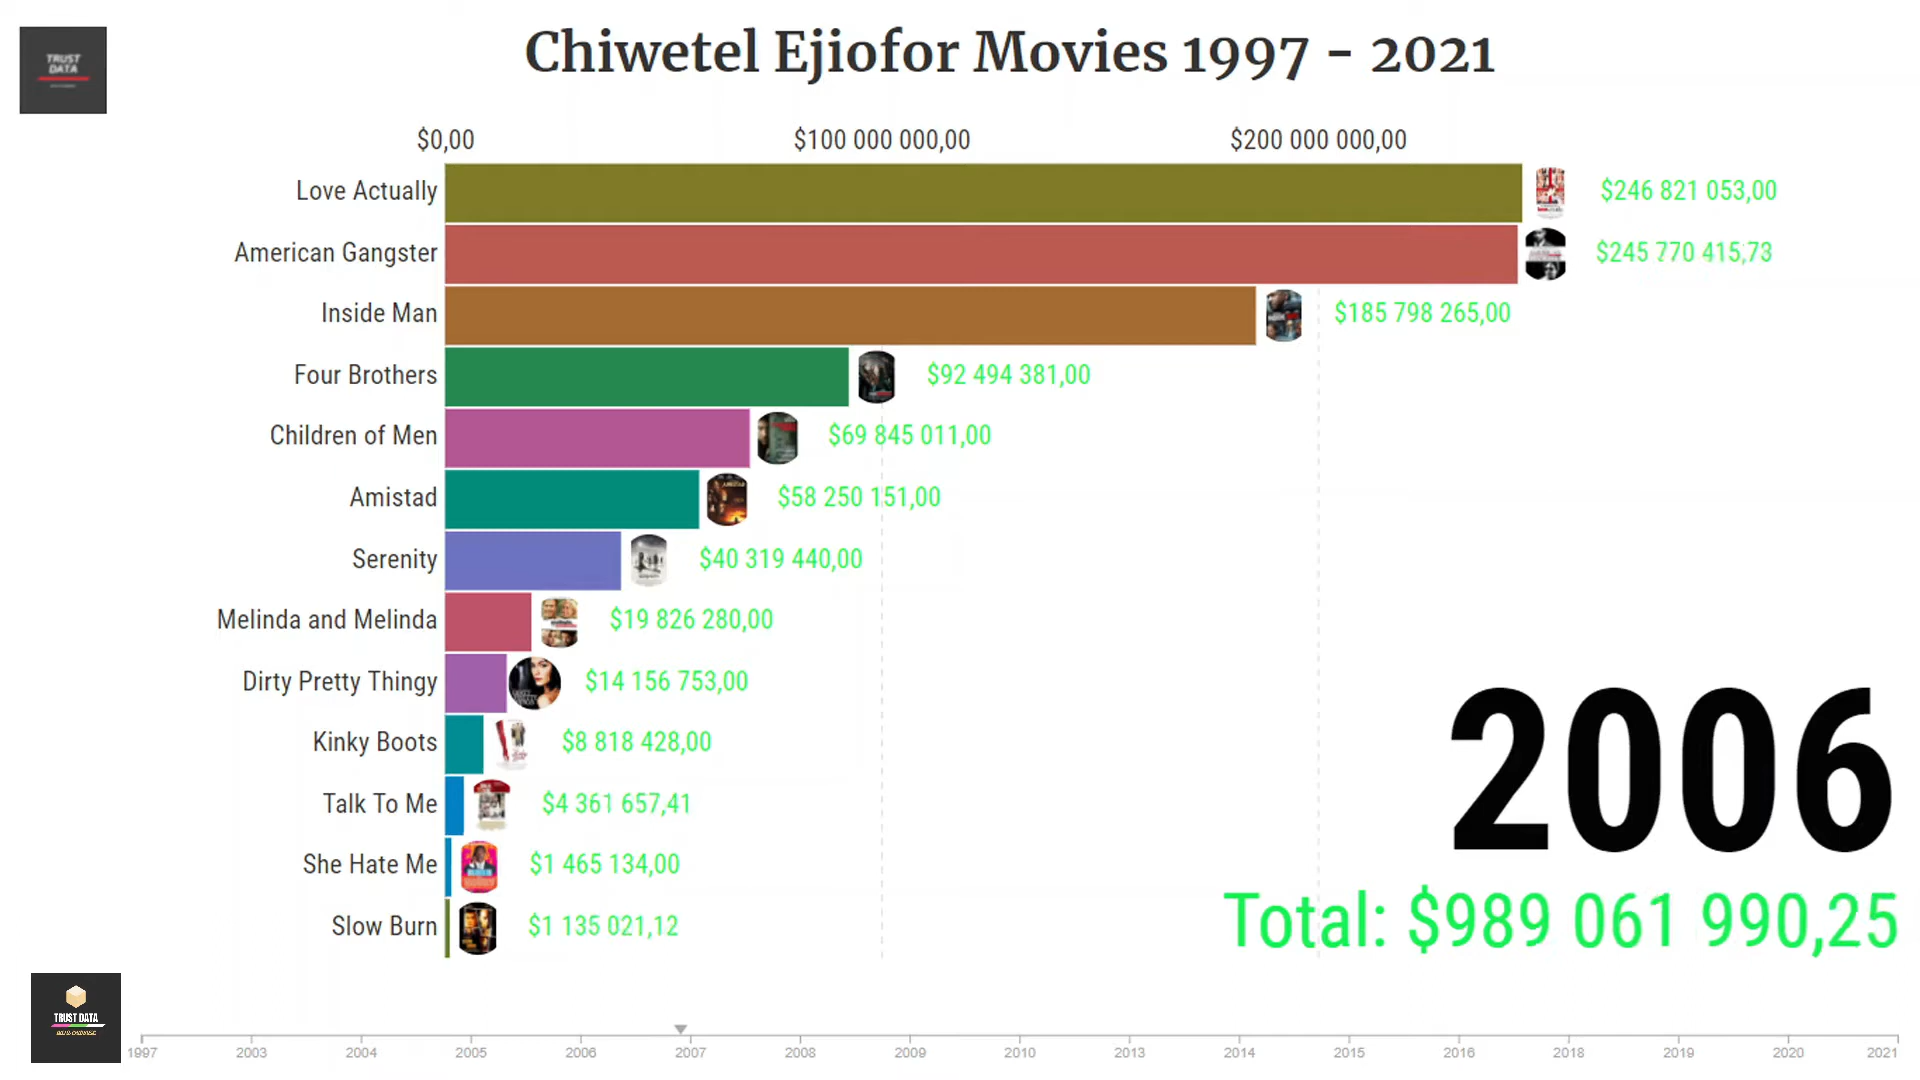 Chiwetel Ejiofor Movies 1997 - 2021
TRUST
DATA
$0,00 $100 000 000,00 $200 000 000,00
Love Actually $246 821 053,00
American Gangster $245 770 415,73
Inside Man $185 798 265,00
Four Brothers $92 494 381,00
Children of Men $69 845 011,00
Amistad $58 250 151,00
Serenity $40 319 440,00
Melinda and Melinda $19 826 280,00
Dirty Pretty Thingy $14 156 753,00
Kinky Boots $8 818 428,00
Talk To Me $4 361 657,41
She Hate Me $1 465 134,00
Slow Burn $1 135 021,12
2006
Total: $989 061 990,25
TRUST DATA
1997 2003 2004 2005 2006 2007 2008 2009 2010 2013 2014 2015 2016 2018 2019 2020 2021